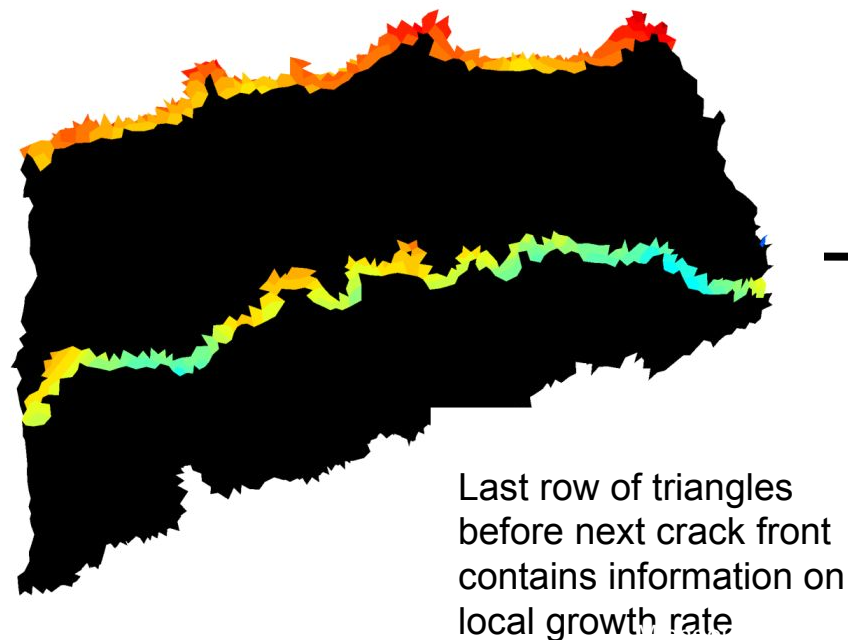 Last row of triangles
before next crack front
contains information on
local growth rate